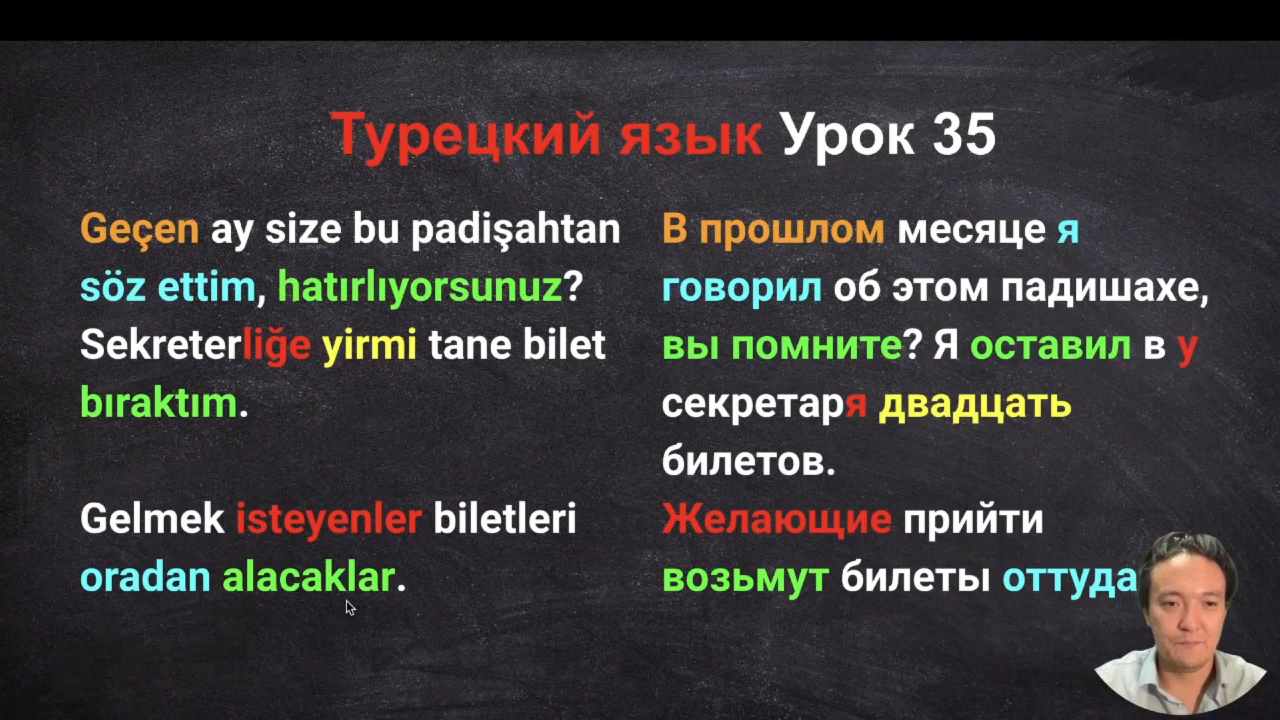 Турецкий язык Урок 35
Geçen ay size bu padişahtan
söz ettim, hatırlıyorsunuz?
Sekreterliğe yirmi tane bilet
bıraktım.
Gelmek isteyenler biletleri
oradan alacaklar.
В прошлом месяце я
говорил об этом падишахе,
вы помните? Я оставил в у
секретаря двадцать
билетов.
Желающие прийти
возьмут билеты оттуда